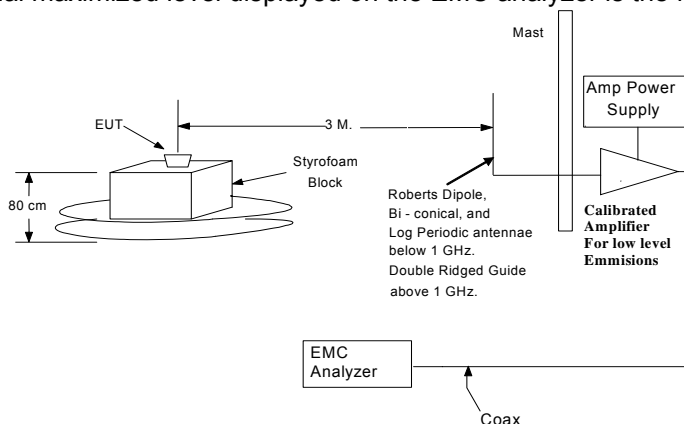 Mast
Amp Power
Supply
EUT
3 M.
Styrofoam
Block
80 cm
Roberts Dipole,
Bi - conical, and
Log Periodic antennae
below 1 GHz.
Double Ridged Guide
above 1 GHz.
Calibrated
Amplifier
For low level
Emmisions
EMC
Analyzer
Coax